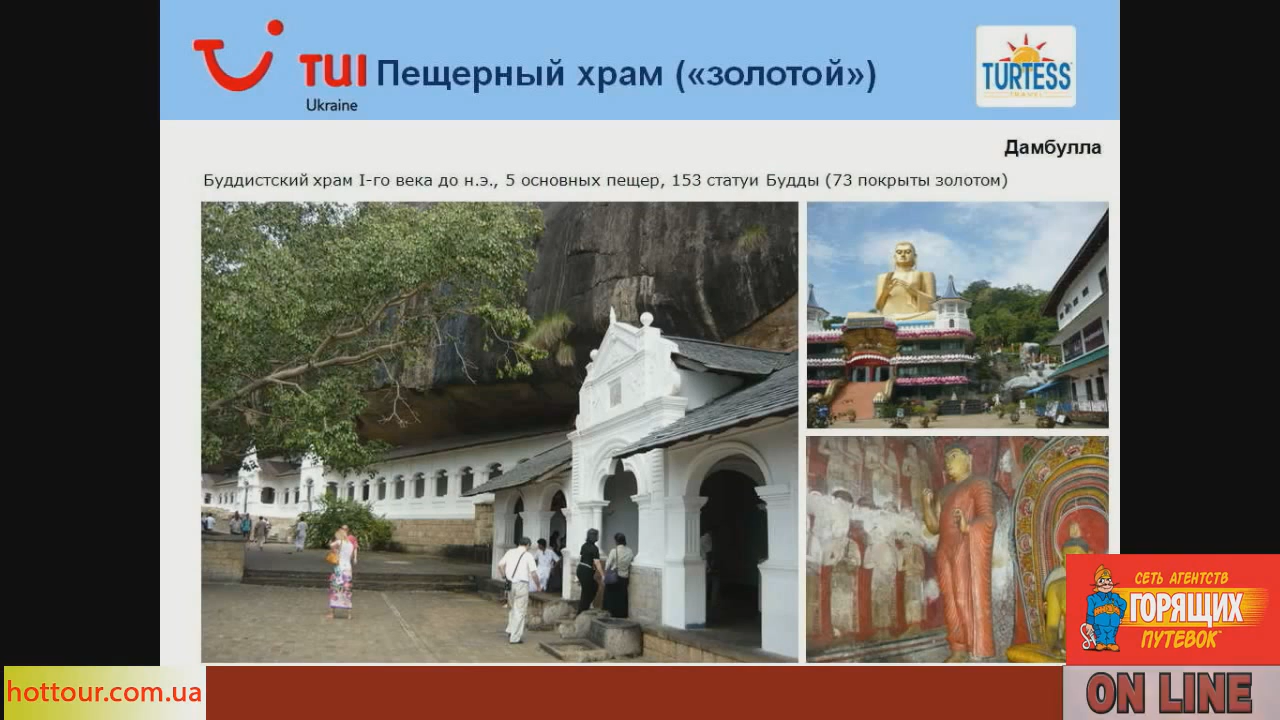 TUI
Ukraine
Пещерный храм («золотой»)
TURTESS
TRAVEL
Дамбулла
Буддистский храм I-го века до н.э., 5 основных пещер, 153 статуи Будды (73 покрыты золотом)
СЕТЬ АГЕНТСТВ
ГОРЯЩИХ
ПУТЕВОК
hottour.com.ua
ON LINE